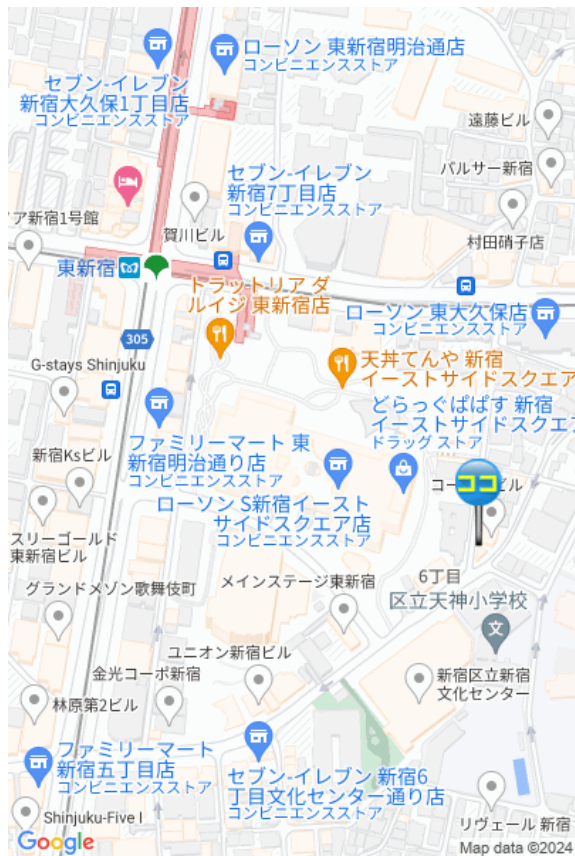 ローソン 東新宿明治通店
コンビニエンスストア
セブン-イレブン
新宿大久保1丁目店
コンビニエンスストア
遠藤ビル
バルサー新宿
セブン-イレブン
新宿7丁目店
コンビニエンスストア
ア新宿1号館
賀川ビル
村田硝子店
東新宿
トラットリア ダ
ルイジ 東新宿店
ローソン 東大久保店
コンビニエンスストア
305
G-stays Shinjuku
天丼てんや 新宿
イーストサイドスクエア
どらっぐぱぱす 新宿
イーストサイドスクエア
ドラッグ ストア
ファミリーマート 東
新宿明治通り店
コンビニエンスストア
新宿Ksビル
ローソン S新宿イースト
サイドスクエア店
コンビニエンスストア
ココ
スリーゴールド
東新宿ビル
グランドメゾン歌舞伎町
メインステージ東新宿
6丁目
区立天神小学校
文
ユニオン新宿ビル
金光コーポ新宿
新宿区立新宿
文化センター
林原第2ビル
ファミリーマート
新宿五丁目店
コンビニエンスストア
セブン-イレブン 新宿6
丁目文化センター通り店
コンビニエンスストア
Shinjuku-Five I
リヴェール 新宿
Google
Map data ©2024